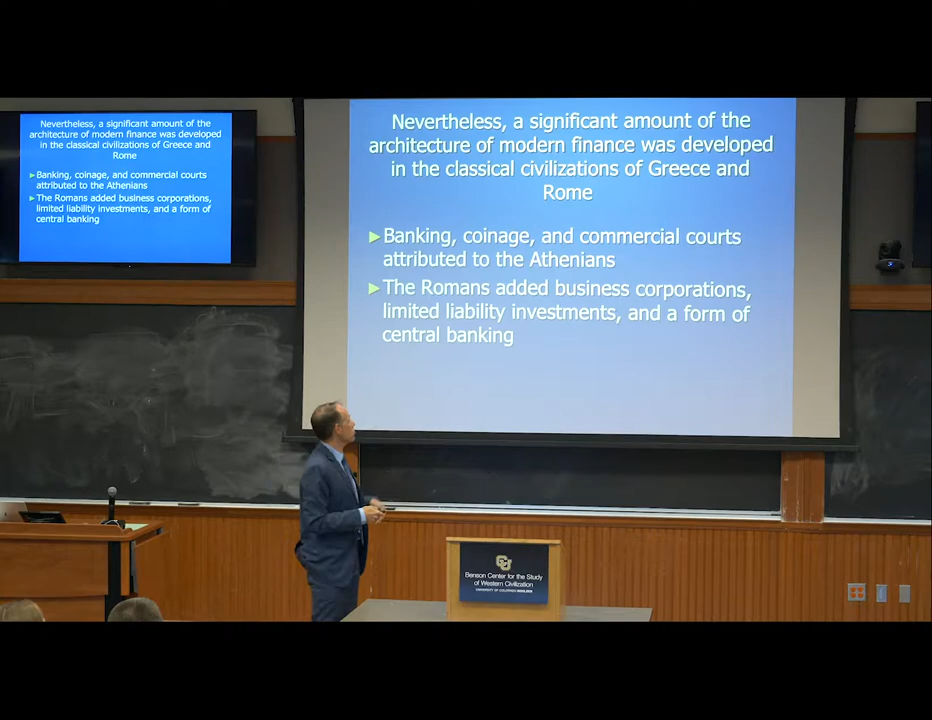 Nevertheless, a significant amount of the
architecture of modern finance was developed
in the classical civilizations of Greece and
Rome
►Banking, coinage, and commercial courts
attributed to the Athenians
►The Romans added business corporations,
limited liability investments, and a form of
central banking
Nevertheless, a significant amount of the
architecture of modern finance was developed
in the classical civilizations of Greece and
Rome
►Banking, coinage, and commercial courts
attributed to the Athenians
►The Romans added business corporations,
limited liability investments, and a form of
central banking
CU
Benson Center for the Study
of Western Civilization
UNIVERSITY OF COLORADO BOULDER